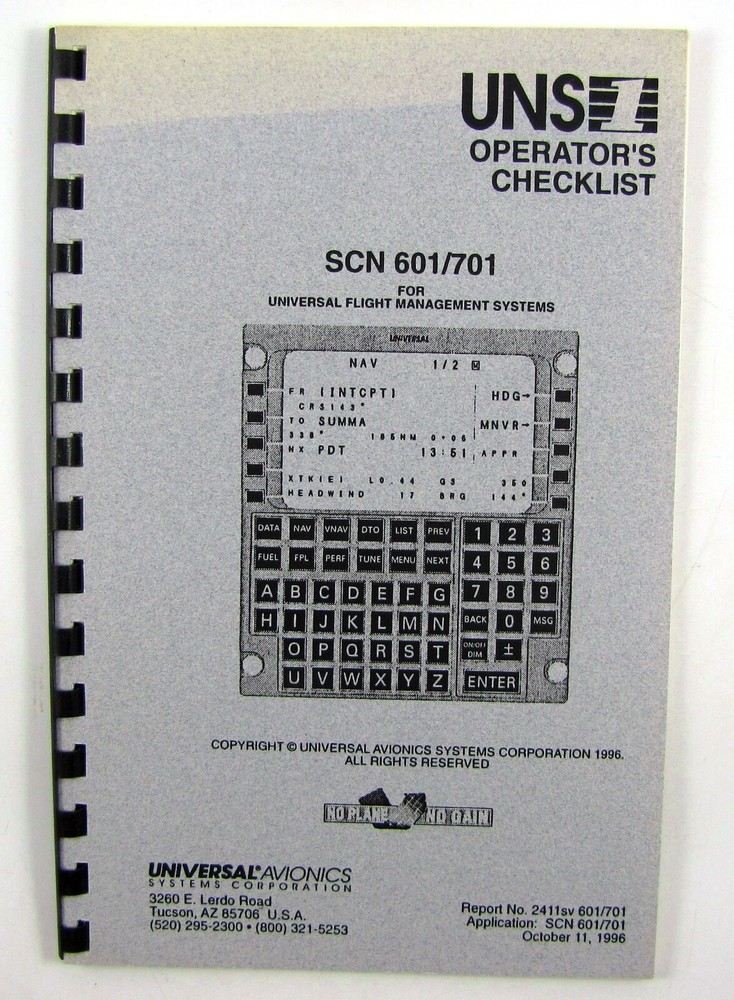 UNS 1
OPERATOR'S
CHECKLIST
SCN 601/701
FOR
UNIVERSAL FLIGHT MANAGEMENT SYSTEMS
UNIVERSAL
NAV 1/2
FR [INTCPT] HDG→
CRS143°
TO SUMMA MNVR→
338° 185NM 0+06
NX PDT 13:51 APPR
XTK(E) L0.44 GS 350
HEADWIND 17 BRG 144°
DATA NAV VNAV DTO LIST PREV 1 2 3
FUEL FPL PERF TUNE MENU NEXT 4 5 6
A B C D E F G 7 8 9
H I J K L M N BACK 0 MSG
O P Q R S T ON/OFF DIM ±
U V W X Y Z ENTER
COPYRIGHT © UNIVERSAL AVIONICS SYSTEMS CORPORATION 1996.
ALL RIGHTS RESERVED
NO PLANE NO GAIN
UNIVERSAL® AVIONICS
SYSTEMS CORPORATION
3260 E. Lerdo Road
Tucson, AZ 85706 U.S.A.
(520) 295-2300 • (800) 321-5253
Report No. 2411sv 601/701
Application: SCN 601/701
October 11, 1996